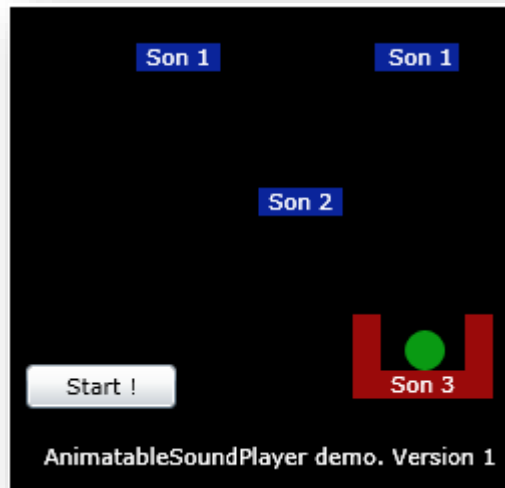 Son 1
Son 1
Son 2
Son 3
Start !
AnimatableSoundPlayer demo. Version 1